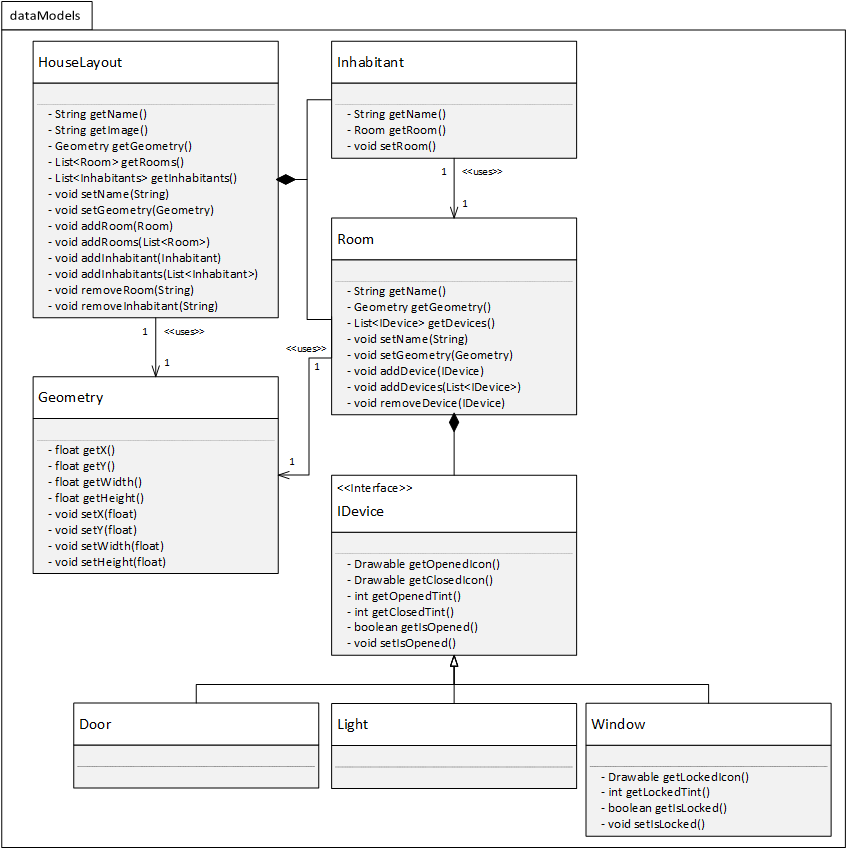 dataModels
HouseLayout
- String getName()
- String getImage()
- Geometry getGeometry()
- List<Room> getRooms()
- List<Inhabitants> getInhabitants()
- void setName(String)
- void setGeometry(Geometry)
- void addRoom(Room)
- void addRooms(List<Room>)
- void addInhabitant(Inhabitant)
- void addInhabitants(List<Inhabitant>)
- void removeRoom(String)
- void removeInhabitant(String)
Inhabitant
- String getName()
- Room getRoom()
- void setRoom()
1 <<uses>>
1
Room
- String getName()
- Geometry getGeometry()
- List<IDevice> getDevices()
- void setName(String)
- void setGeometry(Geometry)
- void addDevice(IDevice)
- void addDevices(List<IDevice>)
- void removeDevice(IDevice)
1 <<uses>>
1
<<uses>>
1
1
Geometry
- float getX()
- float getY()
- float getWidth()
- float getHeight()
- void setX(float)
- void setY(float)
- void setWidth(float)
- void setHeight(float)
<<Interface>>
IDevice
- Drawable getOpenedIcon()
- Drawable getClosedIcon()
- int getOpenedTint()
- int getClosedTint()
- boolean getIsOpened()
- void setIsOpened()
Door
Light
Window
- Drawable getLockedIcon()
- int getLockedTint()
- boolean getIsLocked()
- void setIsLocked()